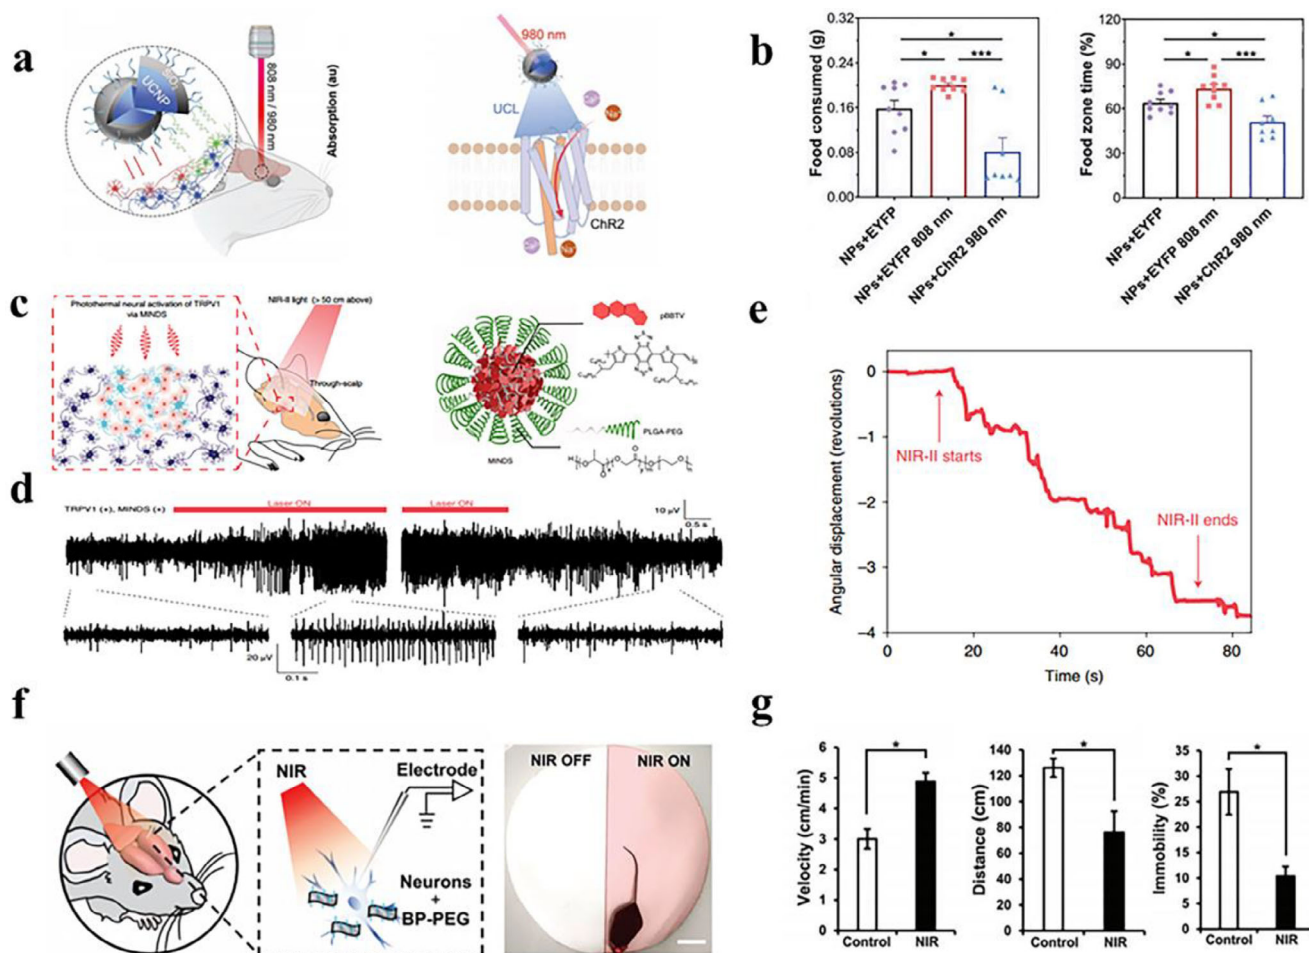 a
UCNP
808 nm / 980 nm
Absorption (au)
980 nm
UCL
Na⁺
ChR2
Na⁺
b
Food consumed (g)
0.32
0.24
0.16
0.08
0.00
*
*
***
NPs+EYFP
NPs+EYFP 808 nm
NPs+ChR2 980 nm
Food zone time (%)
120
90
60
30
0
*
*
***
NPs+EYFP
NPs+EYFP 808 nm
NPs+ChR2 980 nm
c
Photothermal neural activation of TRPV1
via MINDS
NIR-II light (> 50 cm above)
Through-scalp
MINDS
pBBTV
PLGA-PEG
d
TRPV1 (+), MINDS (+)
Laser ON
Laser ON
10 μV
0.5 s
20 μV
0.1 s
e
Angular displacement (revolutions)
0
−1
−2
−3
−4
NIR-II starts
NIR-II ends
0 20 40 60 80
Time (s)
f
NIR
Electrode
Neurons
+
BP-PEG
NIR OFF
NIR ON
g
Velocity (cm/min)
6
5
4
3
2
1
0
*
Control NIR
Distance (cm)
140
120
100
80
60
40
20
0
*
Control NIR
Immobility (%)
35
30
25
20
15
10
5
0
*
Control NIR